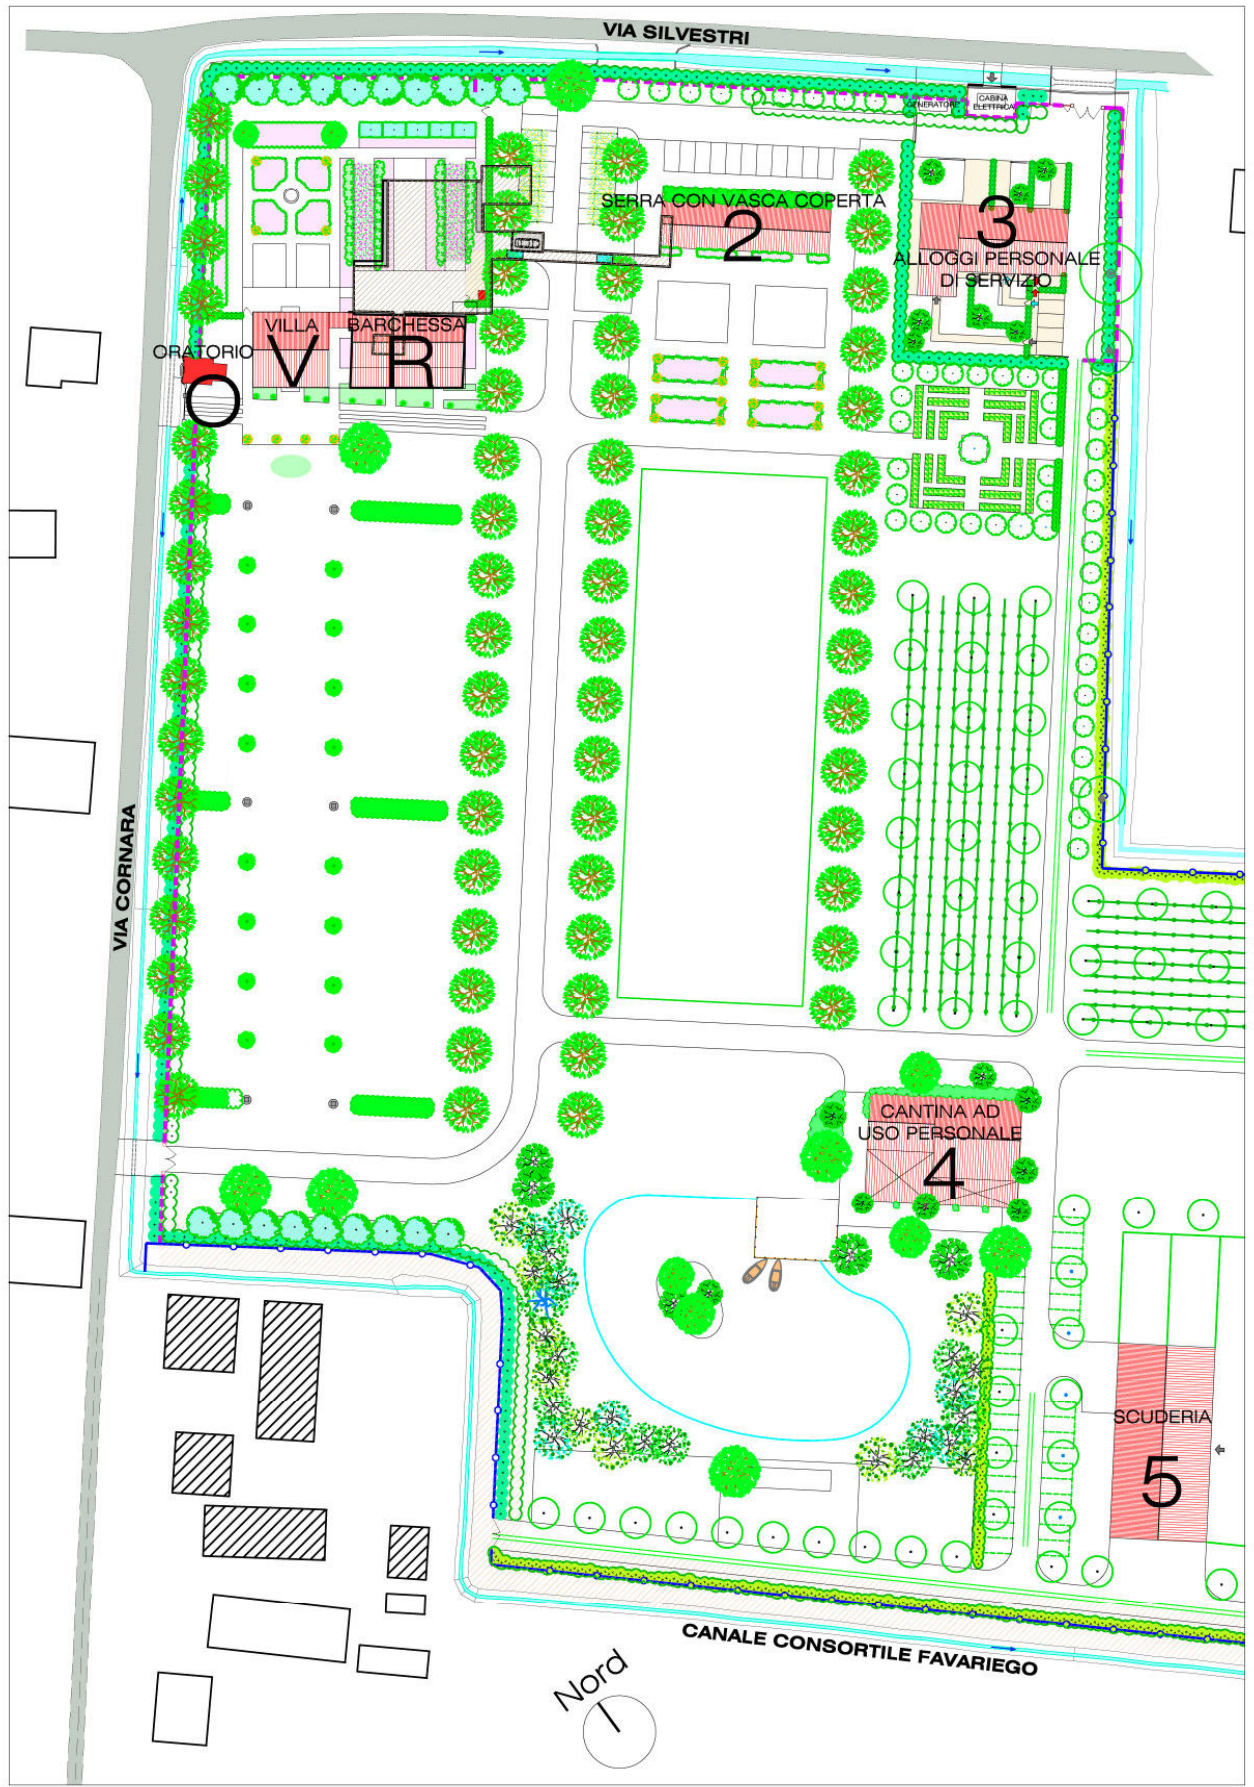 VIA SILVESTRI
CABINA
ELETTRICA
GENERATORE
SERRA CON VASCA COPERTA
2
3
ALLOGGI PERSONALE
DI SERVIZIO
VILLA
V
BARCHESSA
R
ORATORIO
O
VIA CORNARA
CANTINA AD
USO PERSONALE
4
SCUDERIA
5
CANALE CONSORTILE FAVARIEGO
Nord